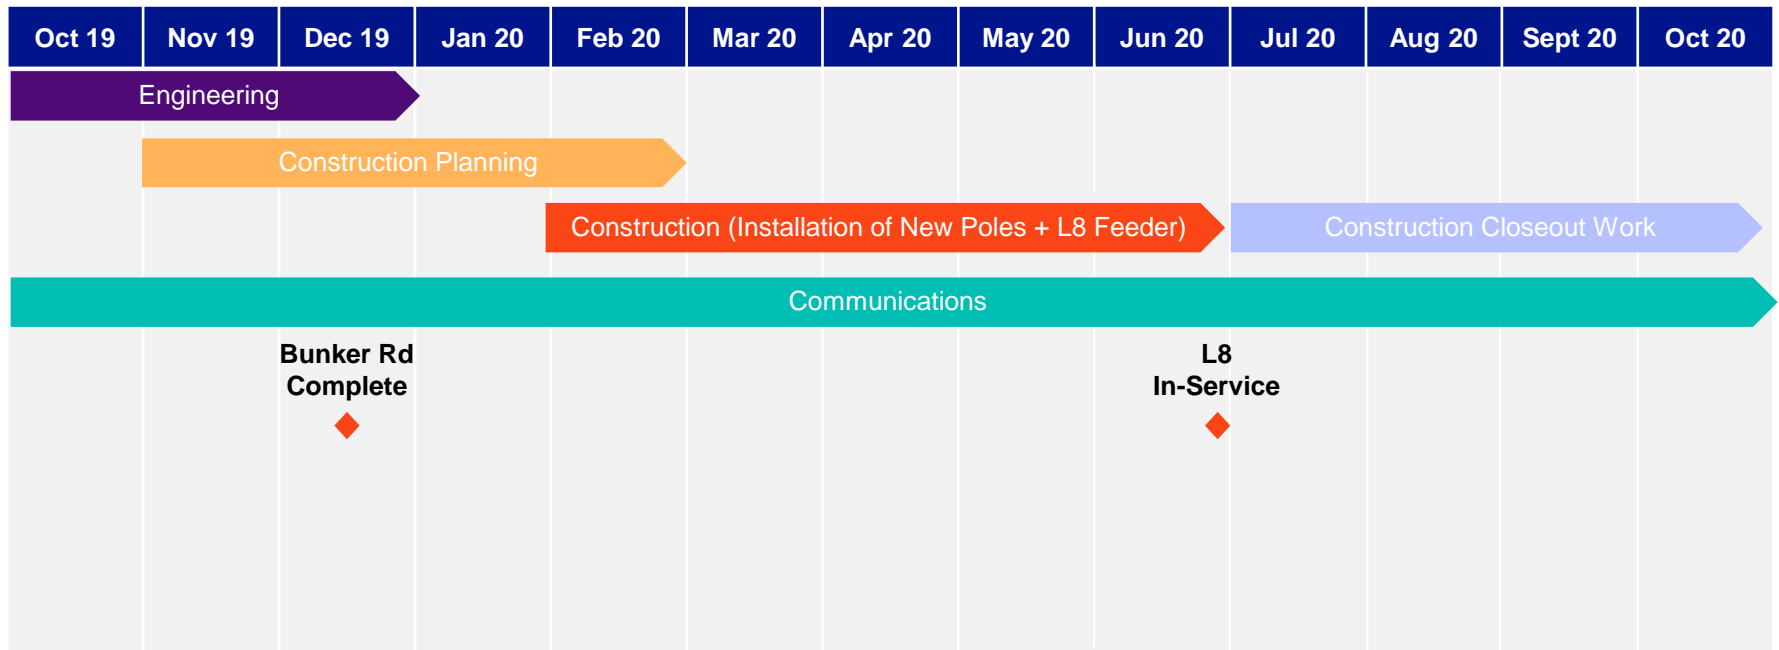 Oct 19 Nov 19 Dec 19 Jan 20 Feb 20 Mar 20 Apr 20 May 20 Jun 20 Jul 20 Aug 20 Sept 20 Oct 20
Engineering
Construction Planning
Construction (Installation of New Poles + L8 Feeder) Construction Closeout Work
Communications
Bunker Rd
Complete
L8
In-Service